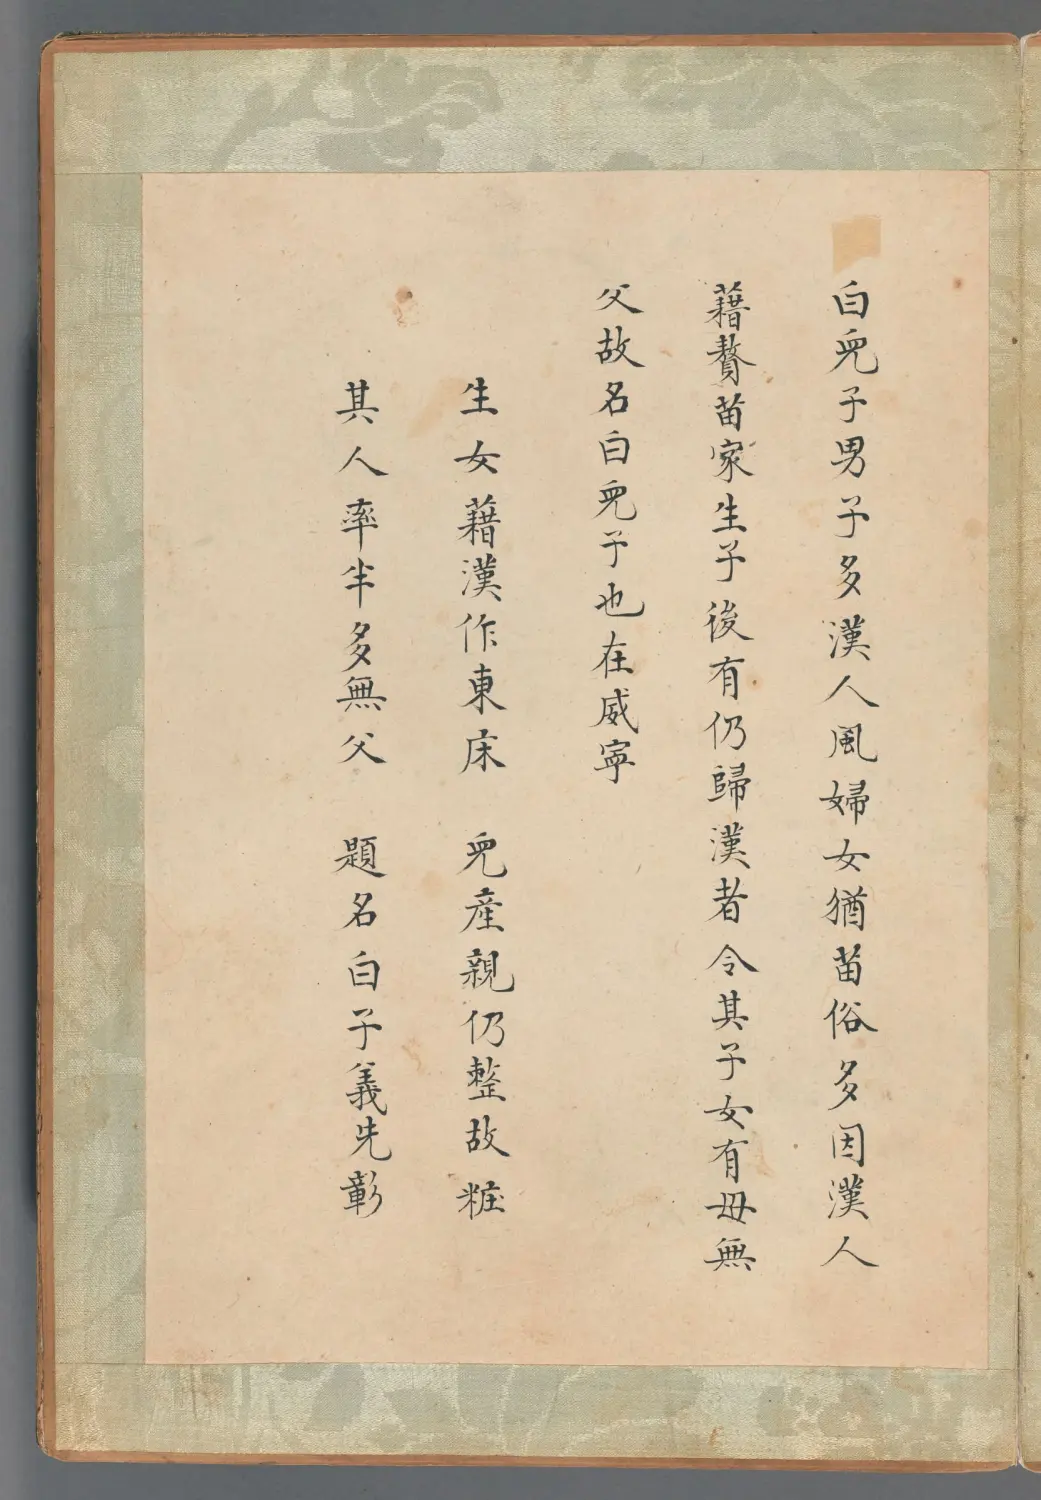 白兒子男子多漢人風婦女猶苗俗多因漢人
藉贅苗家生子後有仍歸漢者令其子女有毋無
父故名白兒子也在威寧
生女藉漢作東床　兒產親仍整故粧
其人率半多無父　題名白子義先彰